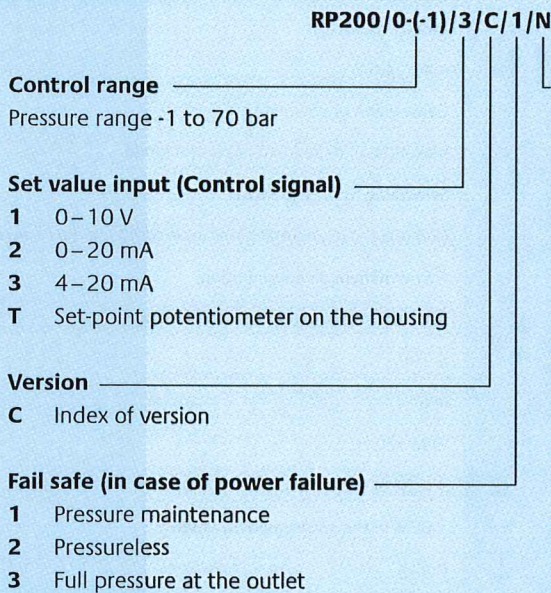 RP200/0-(-1)/3/C/1/N
Control range
Pressure range -1 to 70 bar
Set value input (Control signal)
1 0–10 V
2 0–20 mA
3 4–20 mA
T Set-point potentiometer on the housing
Version
C Index of version
Fail safe (in case of power failure)
1 Pressure maintenance
2 Pressureless
3 Full pressure at the outlet